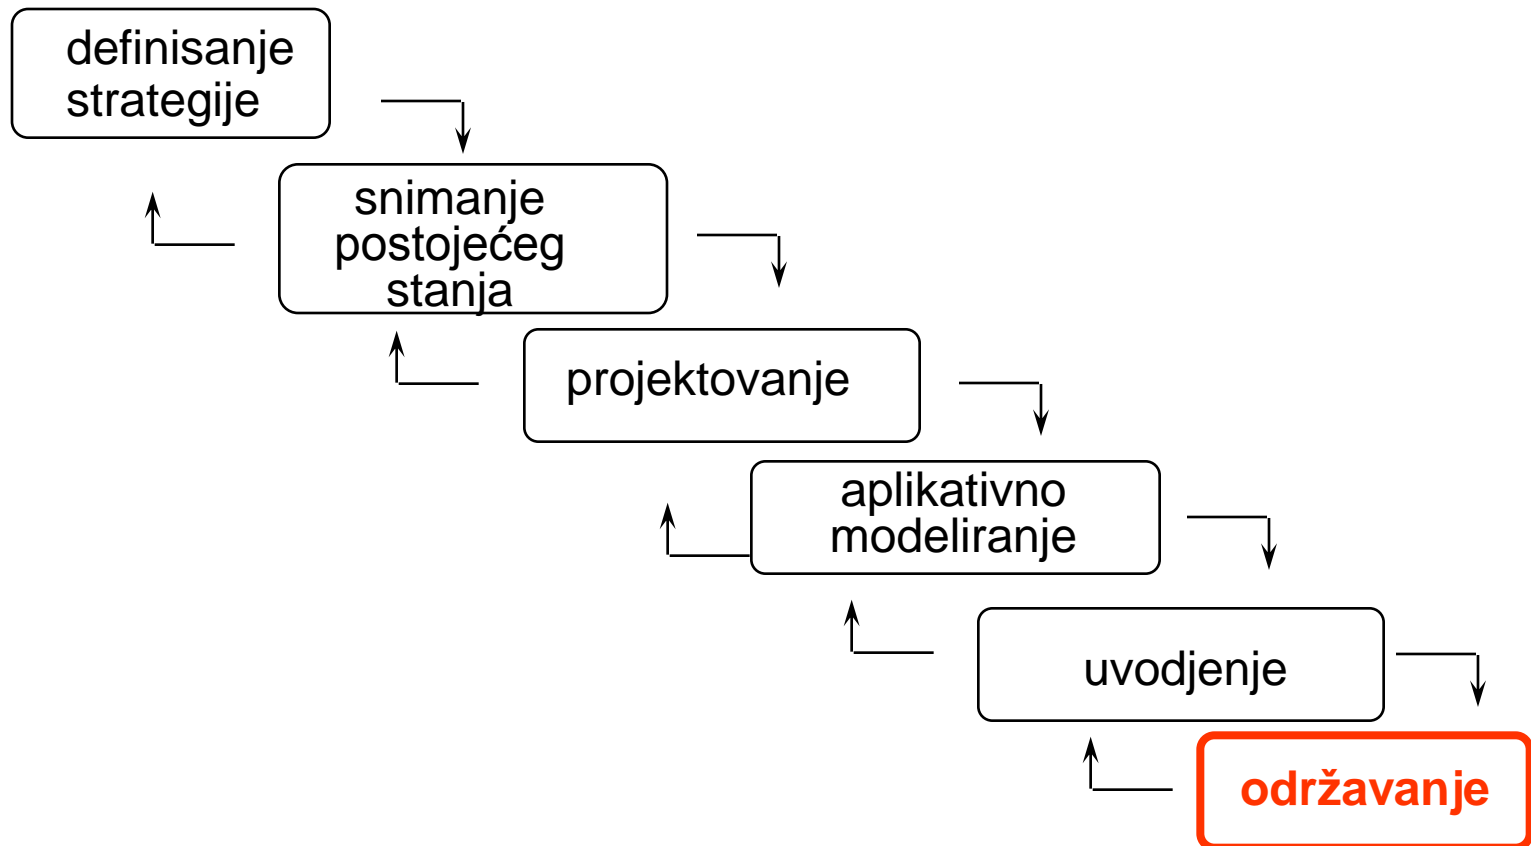 definisanje
strategije
snimanje
postojećeg
stanja
projektovanje
aplikativno
modeliranje
uvodjenje
održavanje